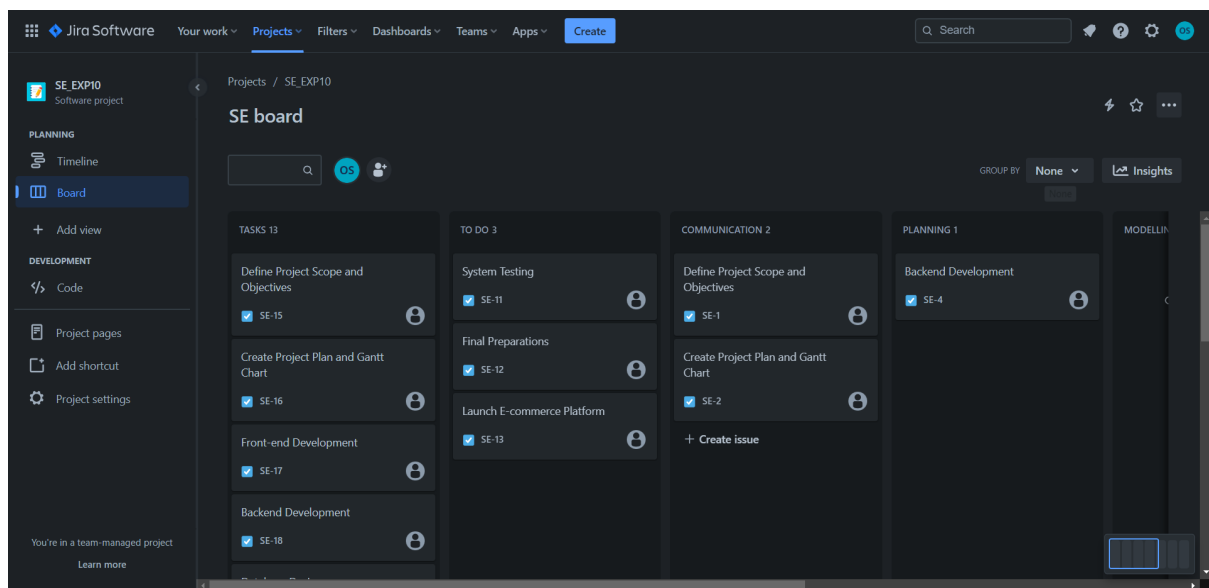 Jira Software Your work Projects Filters Dashboards Teams Apps Create Search OS
SE_EXP10
Software project
PLANNING
Timeline
Board
Add view
DEVELOPMENT
Code
Project pages
Add shortcut
Project settings
You're in a team-managed project
Learn more
Projects / SE_EXP10
SE board
OS
GROUP BY None Insights
None
TASKS 13
Define Project Scope and
Objectives
SE-15
Create Project Plan and Gantt
Chart
SE-16
Front-end Development
SE-17
Backend Development
SE-18
TO DO 3
System Testing
SE-11
Final Preparations
SE-12
Launch E-commerce Platform
SE-13
COMMUNICATION 2
Define Project Scope and
Objectives
SE-1
Create Project Plan and Gantt
Chart
SE-2
+ Create issue
PLANNING 1
Backend Development
SE-4